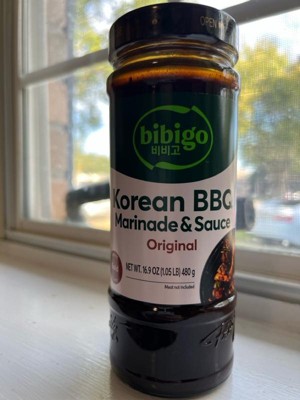 OPEN
bibigo
비비고
Korean BBQ
Marinade & Sauce
Original
NET WT. 16.9 OZ (1.05 LB) 480 g
Meat not included